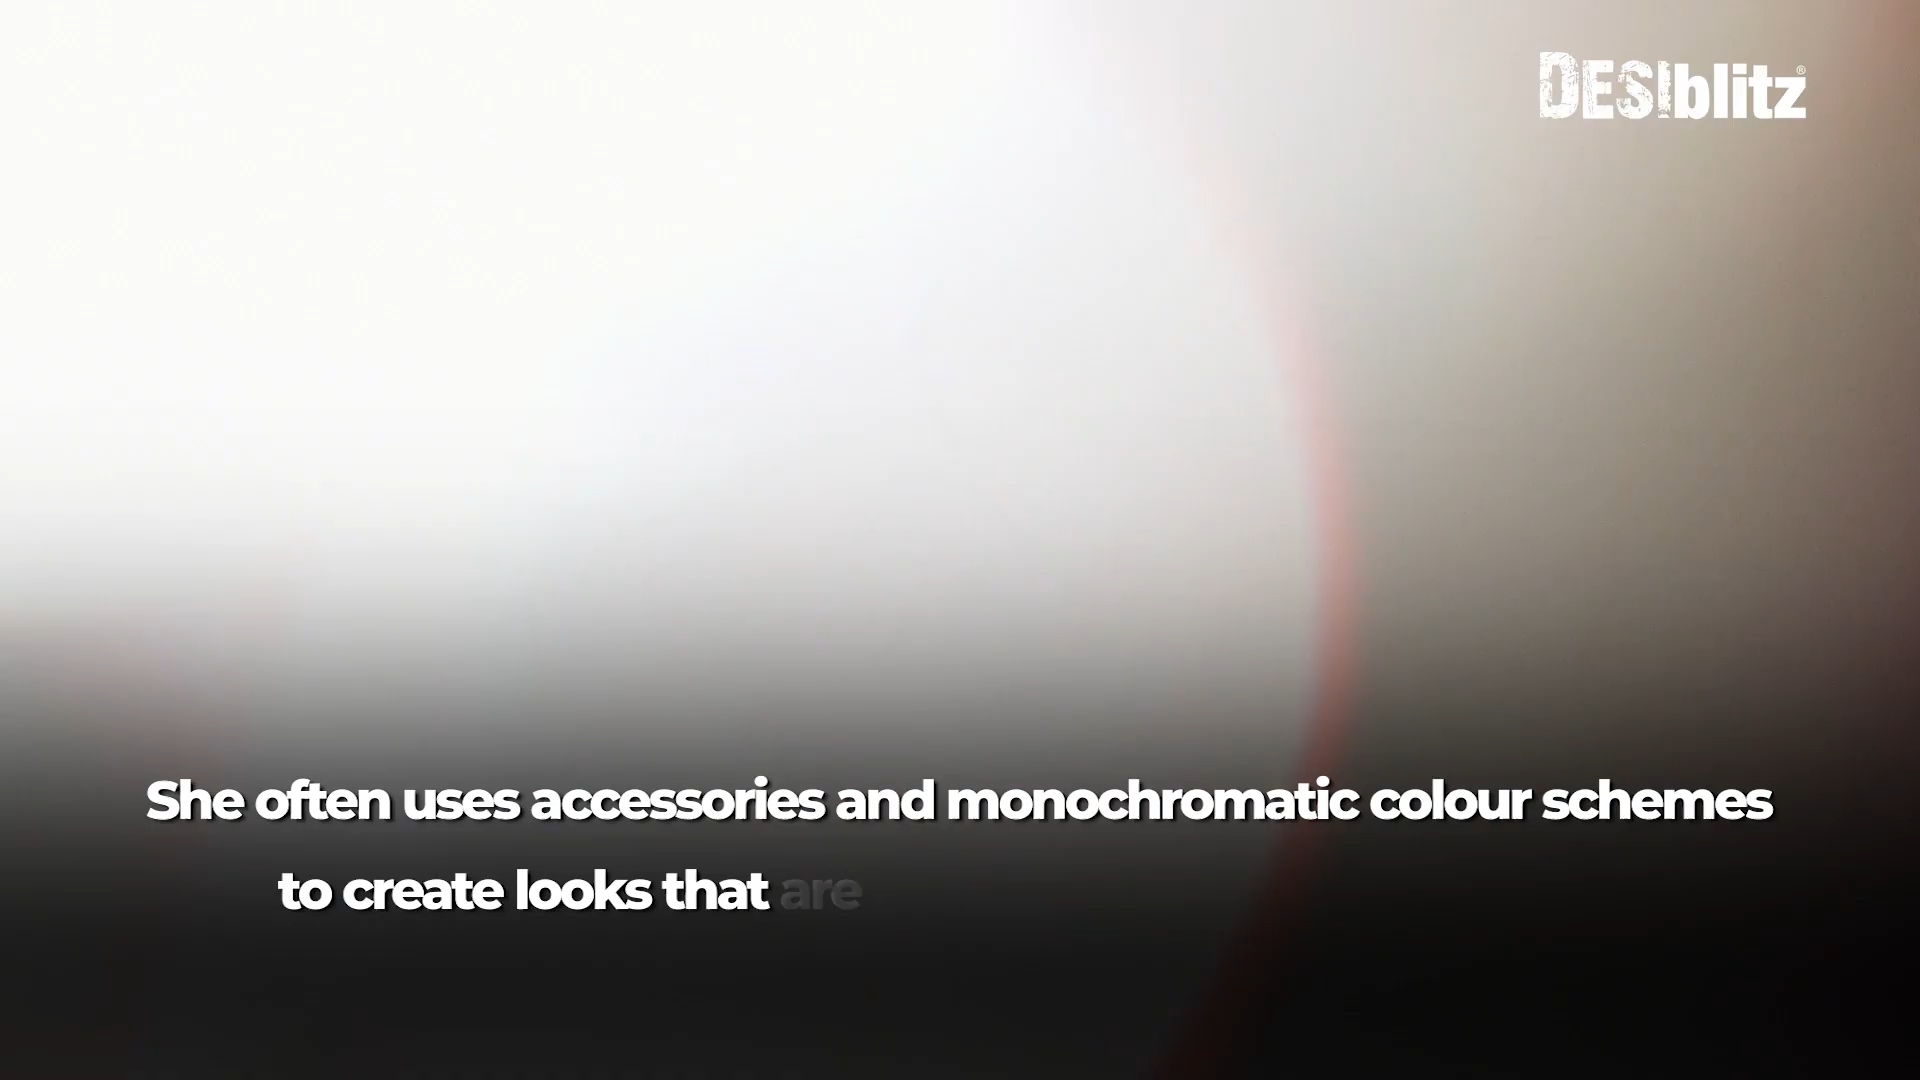 DESIblitz®
She often uses accessories and monochromatic colour schemes
to create looks that are